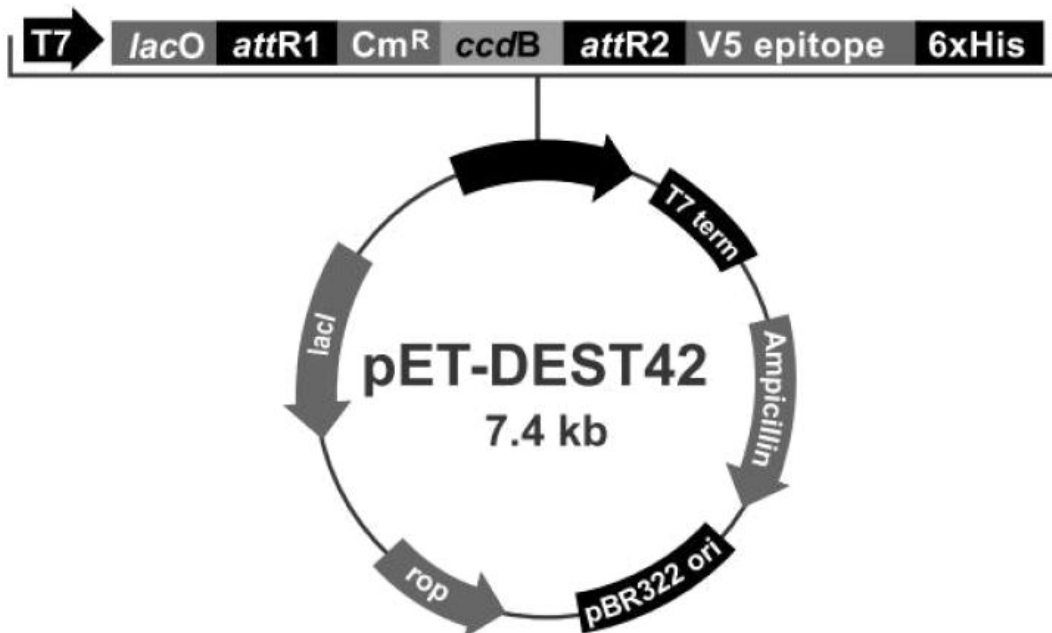 T7 lacO attR1 Cmᴿ ccdB attR2 V5 epitope 6xHis
T7 term
lacI
Ampicillin
pET-DEST42
7.4 kb
rop
pBR322 ori